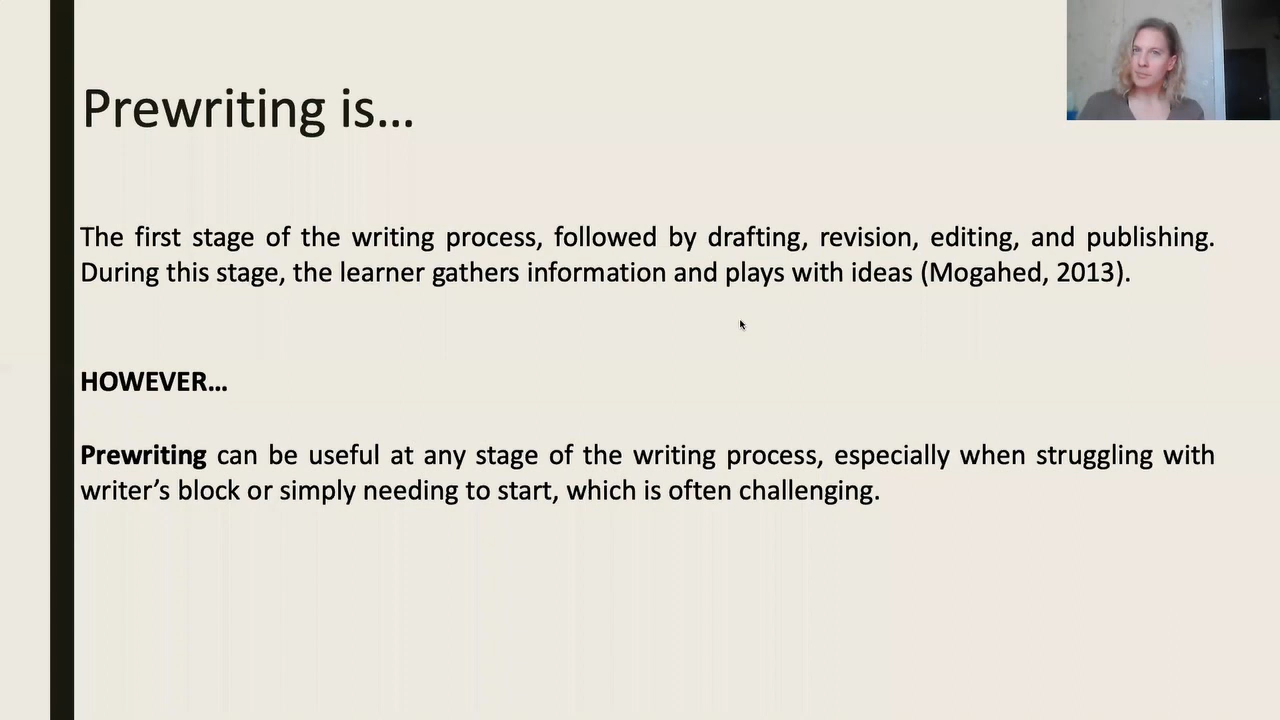 Prewriting is...
The first stage of the writing process, followed by drafting, revision, editing, and publishing.
During this stage, the learner gathers information and plays with ideas (Mogahed, 2013).
HOWEVER...
Prewriting can be useful at any stage of the writing process, especially when struggling with
writer’s block or simply needing to start, which is often challenging.